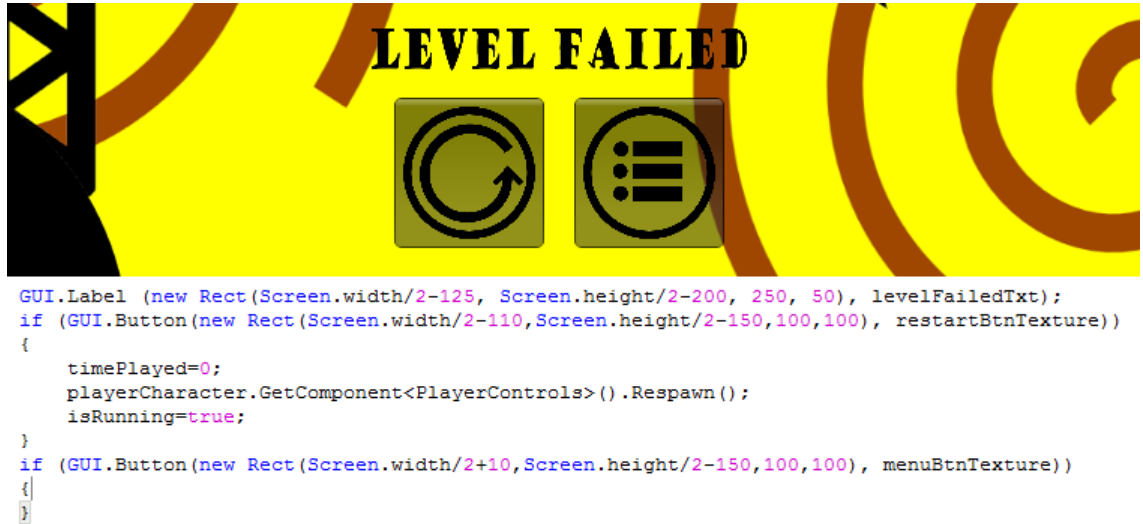 LEVEL FAILED
GUI.Label (new Rect(Screen.width/2-125, Screen.height/2-200, 250, 50), levelFailedTxt);
if (GUI.Button(new Rect(Screen.width/2-110,Screen.height/2-150,100,100), restartBtnTexture))
{
    timePlayed=0;
    playerCharacter.GetComponent<PlayerControls>().Respawn();
    isRunning=true;
}
if (GUI.Button(new Rect(Screen.width/2+10,Screen.height/2-150,100,100), menuBtnTexture))
{
}